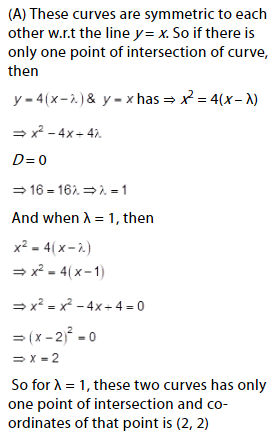 (A) These curves are symmetric to each
other w.r.t the line y = x. So if there is
only one point of intersection of curve,
then
y = 4(x − λ) & y = x has ⇒ x² = 4(x − λ)
⇒ x² − 4x + 4λ
D = 0
⇒ 16 = 16λ ⇒ λ = 1
And when λ = 1, then
x² = 4(x − λ)
⇒ x² = 4(x − 1)
⇒ x² = x² − 4x + 4 = 0
⇒ (x − 2)² = 0
⇒ x = 2
So for λ = 1, these two curves has only
one point of intersection and co-
ordinates of that point is (2, 2)